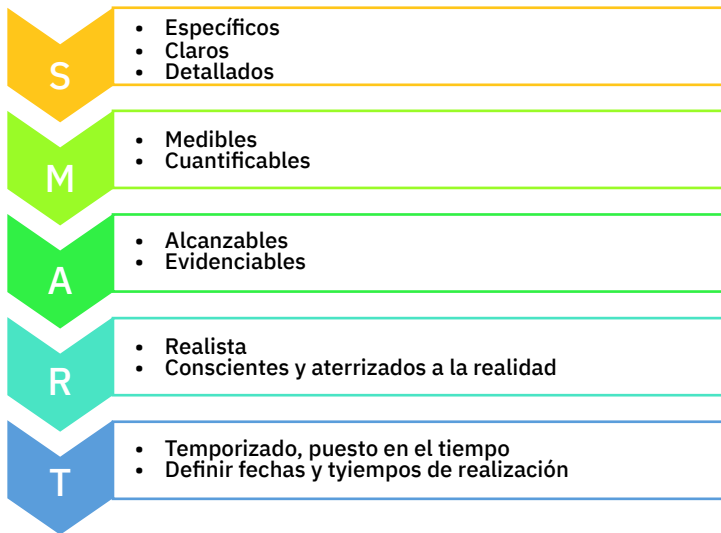 S
• Específicos
• Claros
• Detallados
M
• Medibles
• Cuantificables
A
• Alcanzables
• Evidenciables
R
• Realista
• Conscientes y aterrizados a la realidad
T
• Temporizado, puesto en el tiempo
• Definir fechas y tyiempos de realización